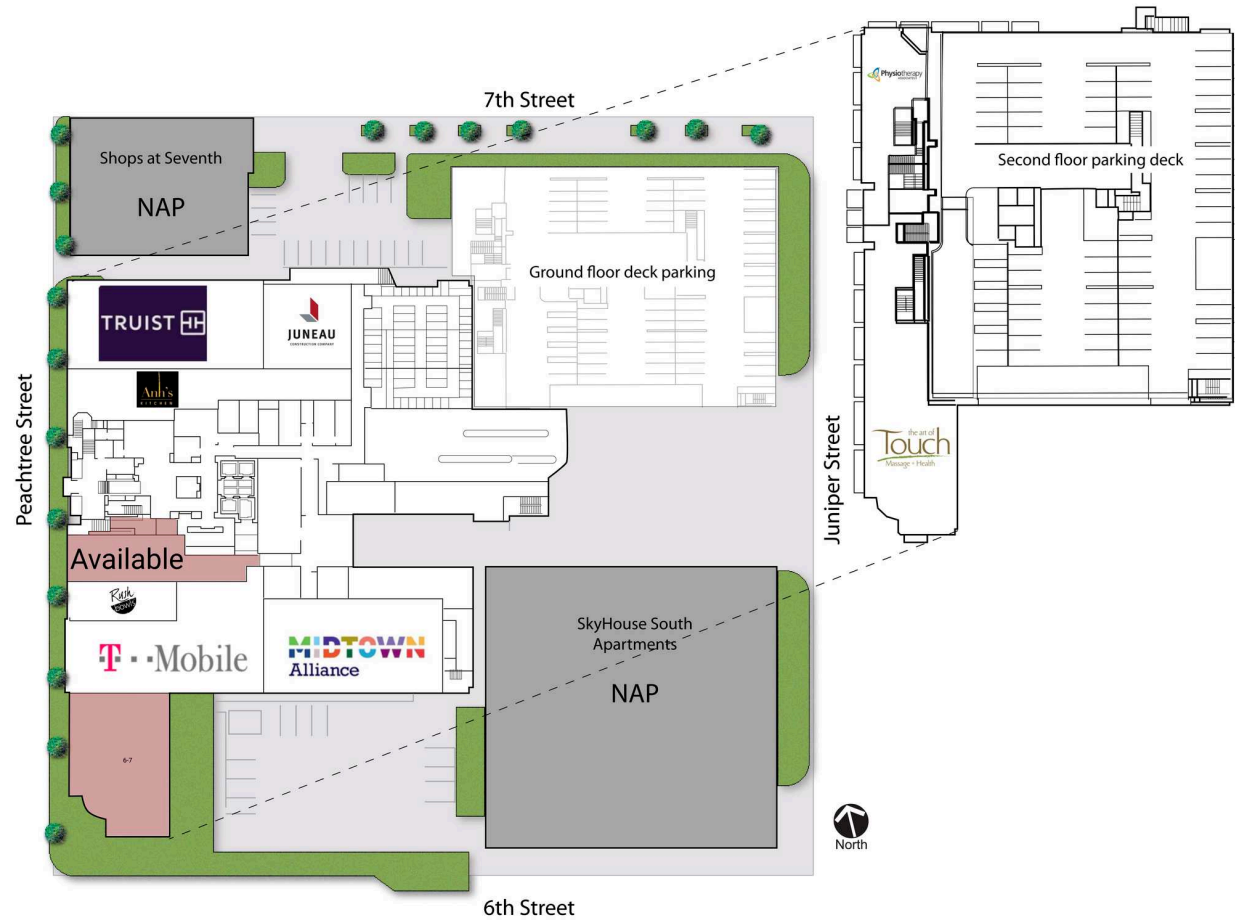 7th Street
Physiotherapy
ASSOCIATES
Shops at Seventh
NAP
Second floor parking deck
Ground floor deck parking
TRUIST
JUNEAU
CONSTRUCTION COMPANY
Anh's
KITCHEN
Peachtree Street
Juniper Street
the art of
Touch
Massage + Health
Available
Rush
bowls
T··Mobile
MIDTOWN
Alliance
SkyHouse South
Apartments
NAP
6-7
North
6th Street